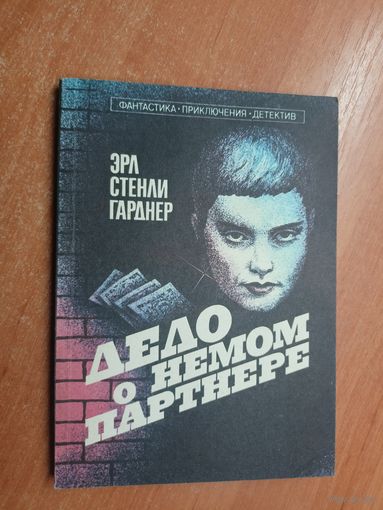 ФАНТАСТИКА • ПРИКЛЮЧЕНИЯ • ДЕТЕКТИВ
ЭРЛ
СТЕНЛИ
ГАРДНЕР
ДЕЛО
О НЕМОМ
ПАРТНЕРЕ